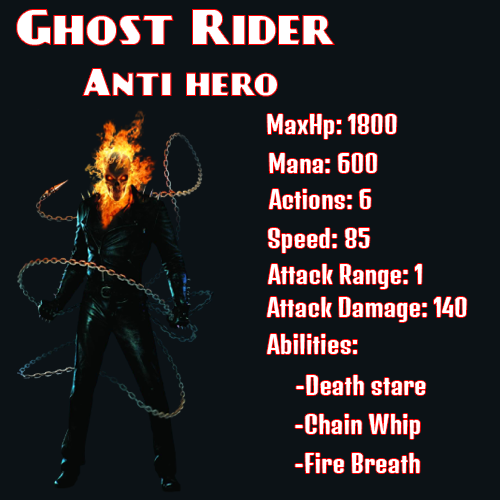 Ghost Rider
Anti hero
MaxHp: 1800
Mana: 600
Actions: 6
Speed: 85
Attack Range: 1
Attack Damage: 140
Abilities:
-Death stare
-Chain Whip
-Fire Breath